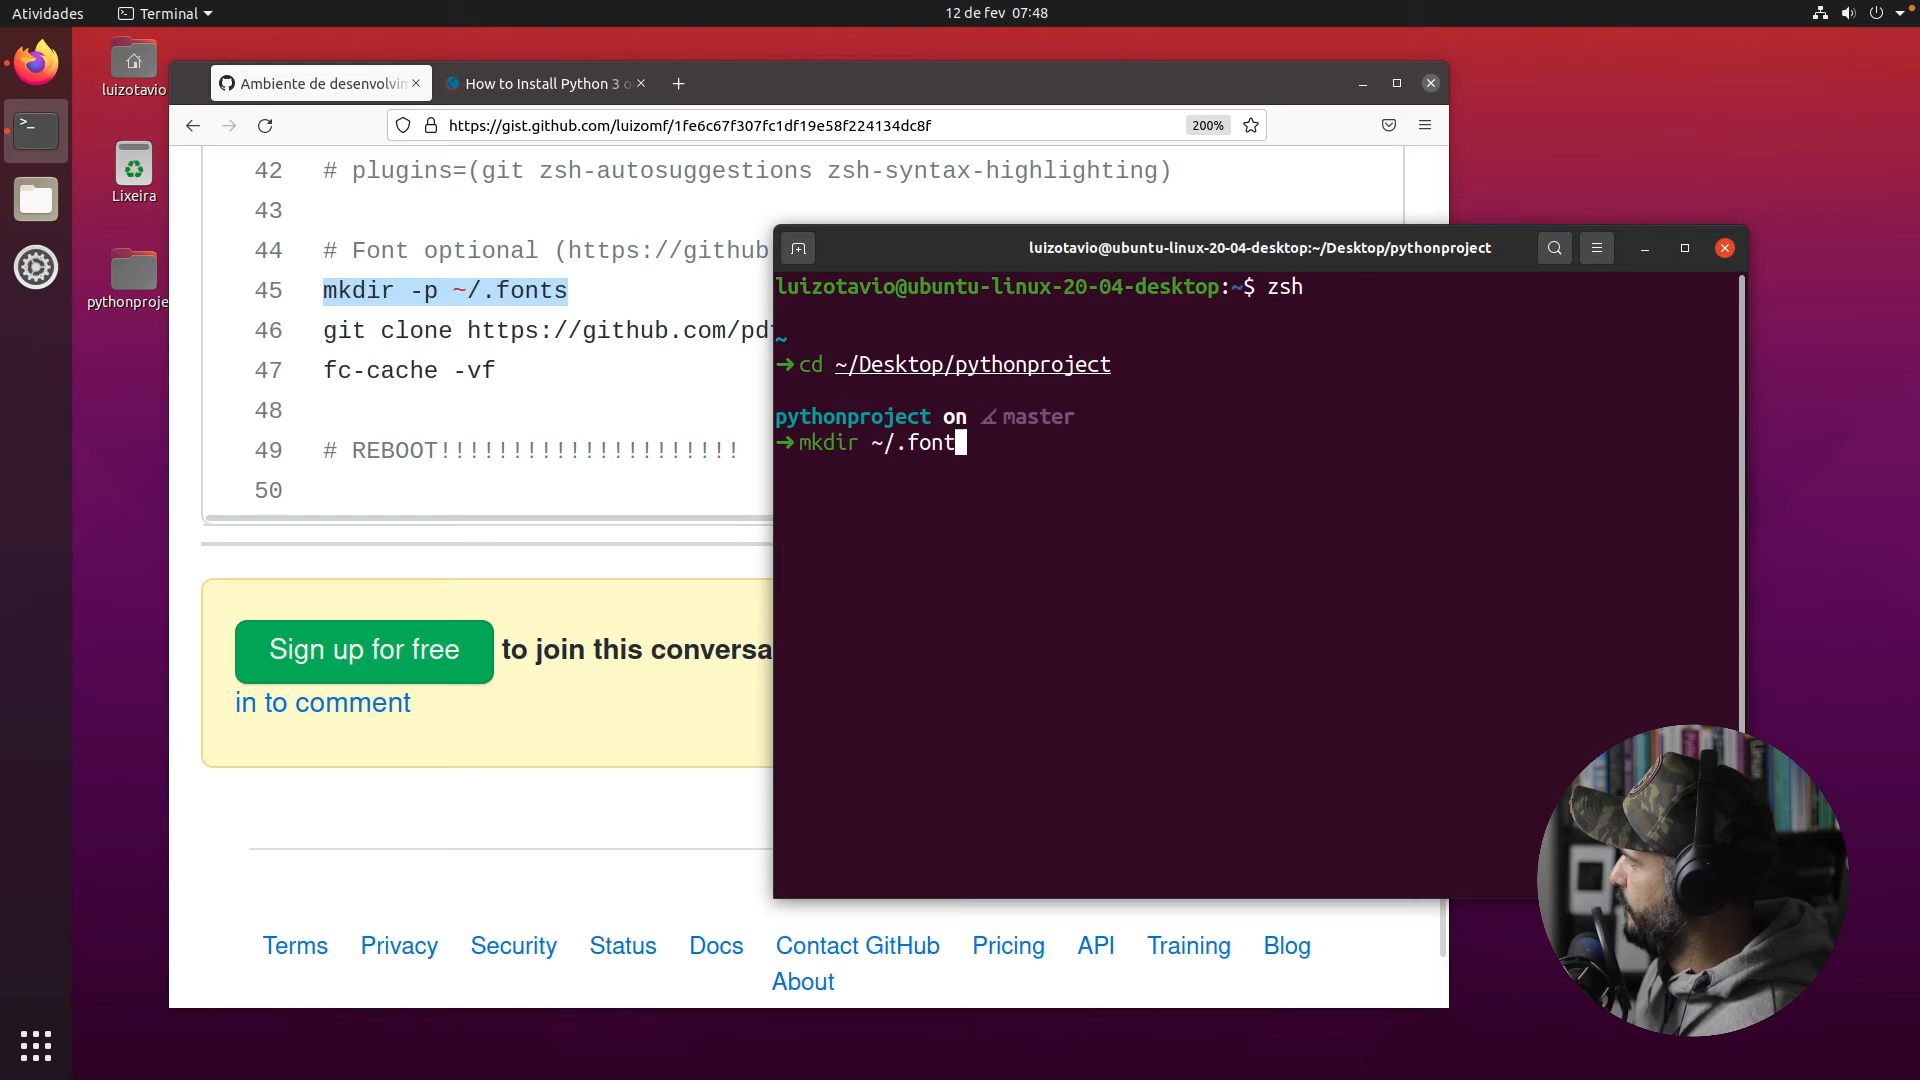 Atividades
Terminal
12 de fev 07:48
luizotavio
Lixeira
pythonproje
Ambiente de desenvolvim
How to Install Python 3 o
https://gist.github.com/luizomf/1fe6c67f307fc1df19e58f224134dc8f
200%
42 # plugins=(git zsh-autosuggestions zsh-syntax-highlighting)
43
44 # Font optional (https://github
45 mkdir -p ~/.fonts
46 git clone https://github.com/pd
47 fc-cache -vf
48
49 # REBOOT!!!!!!!!!!!!!!!!!!!!!
50
Sign up for free to join this conversa
in to comment
Terms Privacy Security Status Docs Contact GitHub Pricing API Training Blog
About
luizotavio@ubuntu-linux-20-04-desktop:~/Desktop/pythonproject
luizotavio@ubuntu-linux-20-04-desktop:~$ zsh
~
➜ cd ~/Desktop/pythonproject
pythonproject on master
➜ mkdir ~/.font